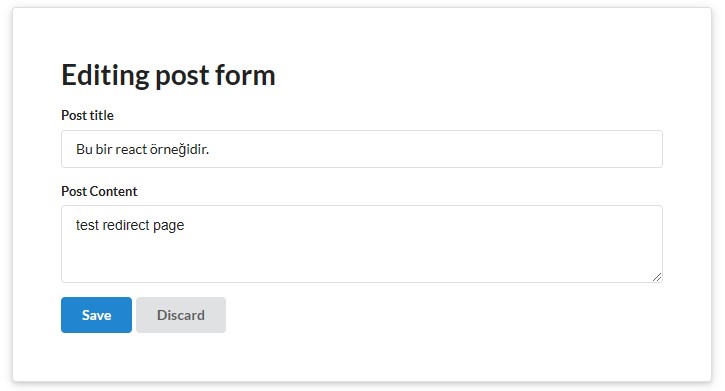 Editing post form
Post title
Bu bir react örneğidir.
Post Content
test redirect page
Save Discard